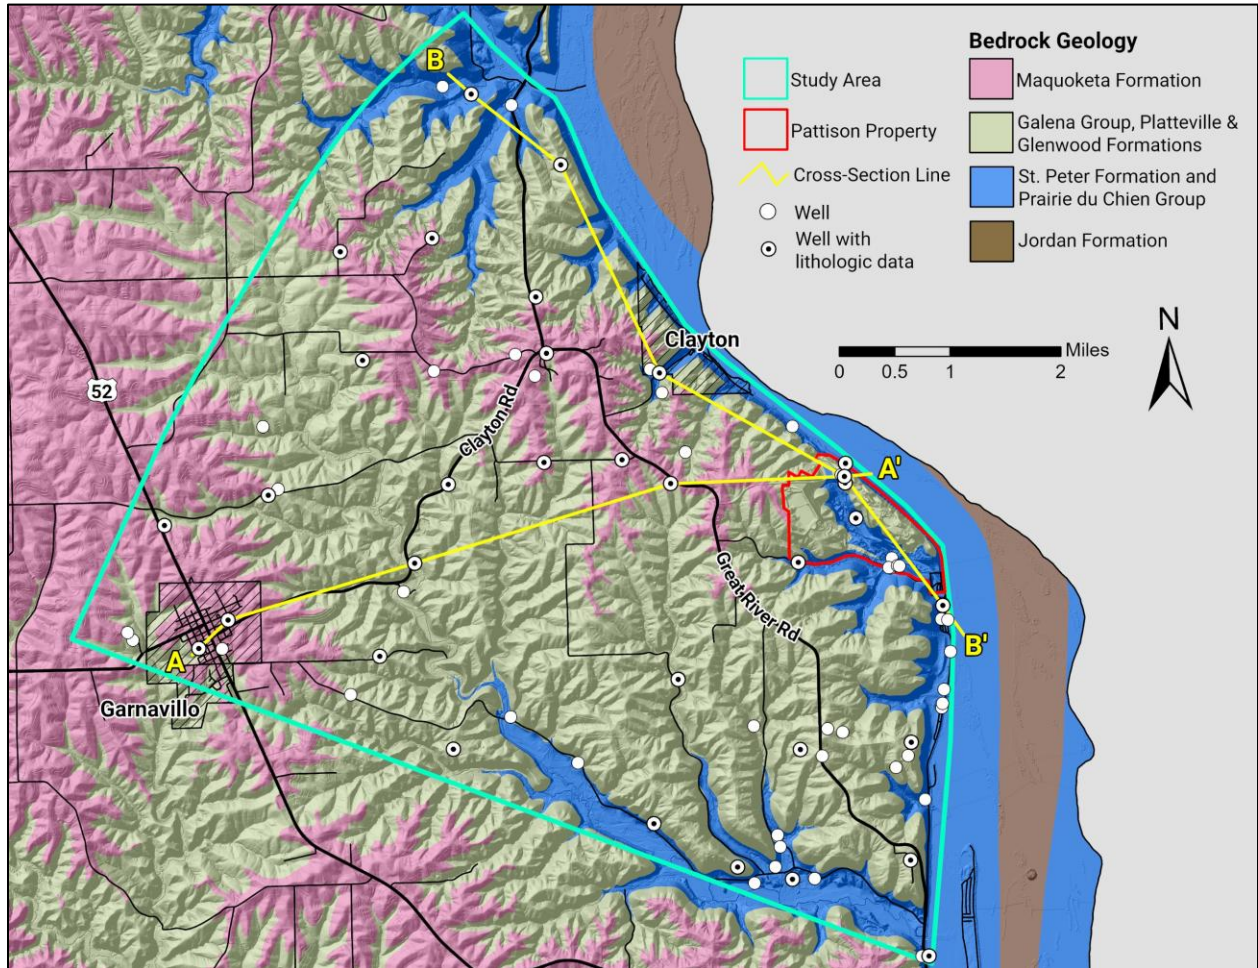 B
Bedrock Geology
Study Area
Maquoketa Formation
Pattison Property
Galena Group, Platteville &
Glenwood Formations
Cross-Section Line
St. Peter Formation and
Prairie du Chien Group
Well
Well with
lithologic data
Jordan Formation
N
Clayton
Miles
0 0.5 1 2
52
Clayton Rd
A'
Great River Rd
B'
A
Garnavillo